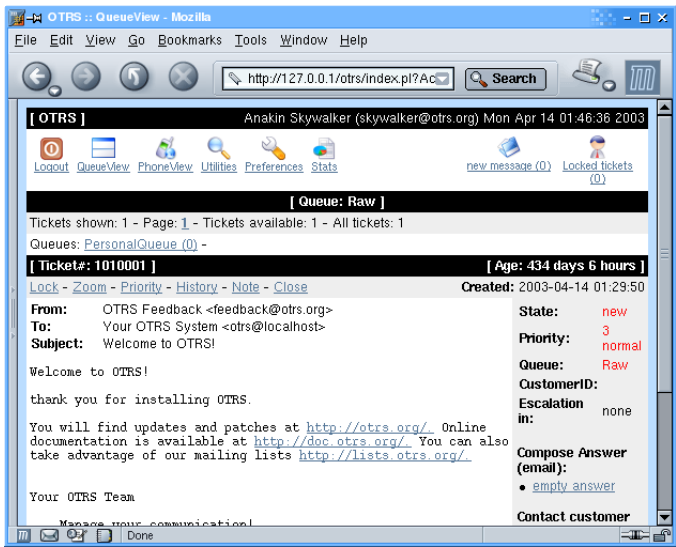 OTRS :: QueueView - Mozilla
File Edit View Go Bookmarks Tools Window Help
http://127.0.0.1/otrs/index.pl?Ac
Search
[ OTRS ] Anakin Skywalker (skywalker@otrs.org) Mon Apr 14 01:46:36 2003
Logout QueueView PhoneView Utilities Preferences Stats new message (0) Locked tickets
(0)
[ Queue: Raw ]
Tickets shown: 1 - Page: 1 - Tickets available: 1 - All tickets: 1
Queues: PersonalQueue (0) -
[ Ticket#: 1010001 ] [ Age: 434 days 6 hours ]
Lock - Zoom - Priority - History - Note - Close Created: 2003-04-14 01:29:50
From: OTRS Feedback <feedback@otrs.org>
To: Your OTRS System <otrs@localhost>
Subject: Welcome to OTRS!
Welcome to OTRS!
thank you for installing OTRS.
You will find updates and patches at http://otrs.org/. Online
documentation is available at http://doc.otrs.org/. You can also
take advantage of our mailing lists http://lists.otrs.org/.
Your OTRS Team
Manage your communication!
State: new
Priority: 3
normal
Queue: Raw
CustomerID:
Escalation
in: none
Compose Answer
(email):
• empty answer
Contact customer
Done